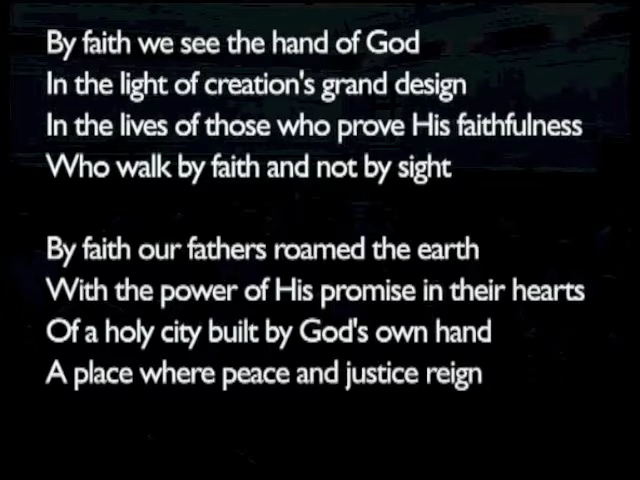 By faith we see the hand of God
In the light of creation's grand design
In the lives of those who prove His faithfulness
Who walk by faith and not by sight
By faith our fathers roamed the earth
With the power of His promise in their hearts
Of a holy city built by God's own hand
A place where peace and justice reign